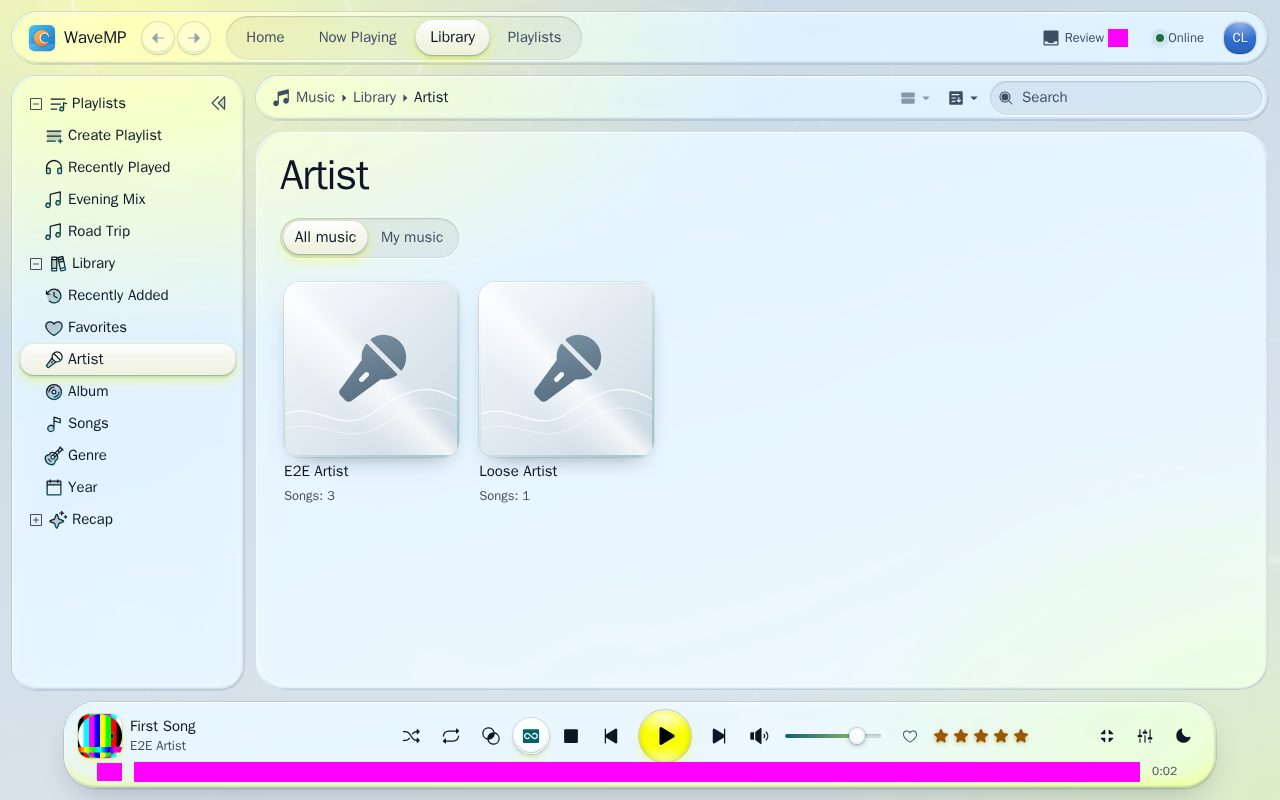 WaveMP
Home
Now Playing
Library
Playlists
Review
Online
CL
Playlists
Create Playlist
Recently Played
Evening Mix
Road Trip
Library
Recently Added
Favorites
Artist
Album
Songs
Genre
Year
Recap
Music Library Artist
Search
Artist
All music
My music
E2E Artist
Songs: 3
Loose Artist
Songs: 1
First Song
E2E Artist
0:02